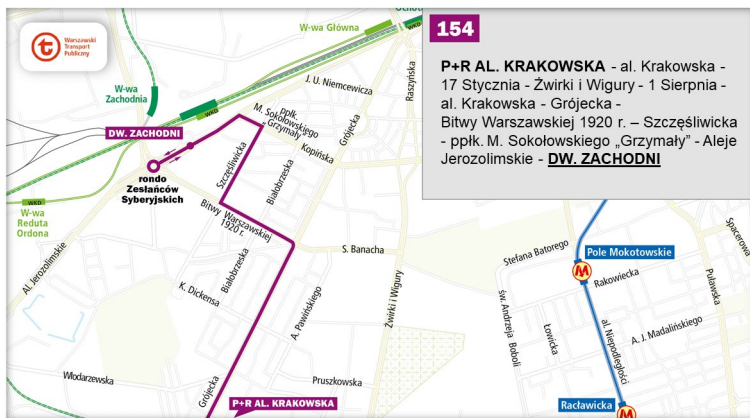 Warszawski
Transport
Publiczny
W-wa Główna
WKD
W-wa
Zachodnia
WKD
J. U. Niemcewicza
Raszyńska
DW. ZACHODNI
ppłk.
M. Sokołowskiego
„Grzymały”
Grójecka
Kopińska
Szczęśliwicka
Białobrzeska
rondo
Zesłańców
Syberyjskich
WKD
W-wa
Reduta
Ordona
Al. Jerozolimskie
Bitwy Warszawskiej
1920 r.
S. Banacha
Białobrzeska
K. Dickensa
A. Pawińskiego
Żwirki i Wigury
Włodarzewska
Grójecka
Pruszkowska
P+R AL. KRAKOWSKA
154
P+R AL. KRAKOWSKA - al. Krakowska -
17 Stycznia - Żwirki i Wigury - 1 Sierpnia -
al. Krakowska - Grójecka -
Bitwy Warszawskiej 1920 r. – Szczęśliwicka
- ppłk. M. Sokołowskiego „Grzymały” - Aleje
Jerozolimskie - DW. ZACHODNI
Stefana Batorego
Pole Mokotowskie
M
Rakowiecka
Spacerowa
Puławska
św. Andrzeja Boboli
Łowicka
al. Niepodległości
A. J. Madalińskiego
Racławicka
M